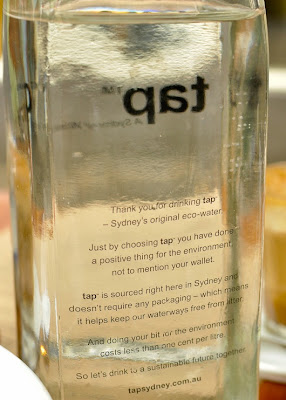 tap™
A Sydney
Thank you for drinking tap
– Sydney's original eco-water.
Just by choosing tap you have done
a positive thing for the environment,
not to mention your wallet.
tap is sourced right here in Sydney and
doesn't require any packaging – which means
it helps keep our waterways free from litter.
And doing your bit for the environment
costs less than one cent per litre.
So let's drink to a sustainable future together.
tapsydney.com.au